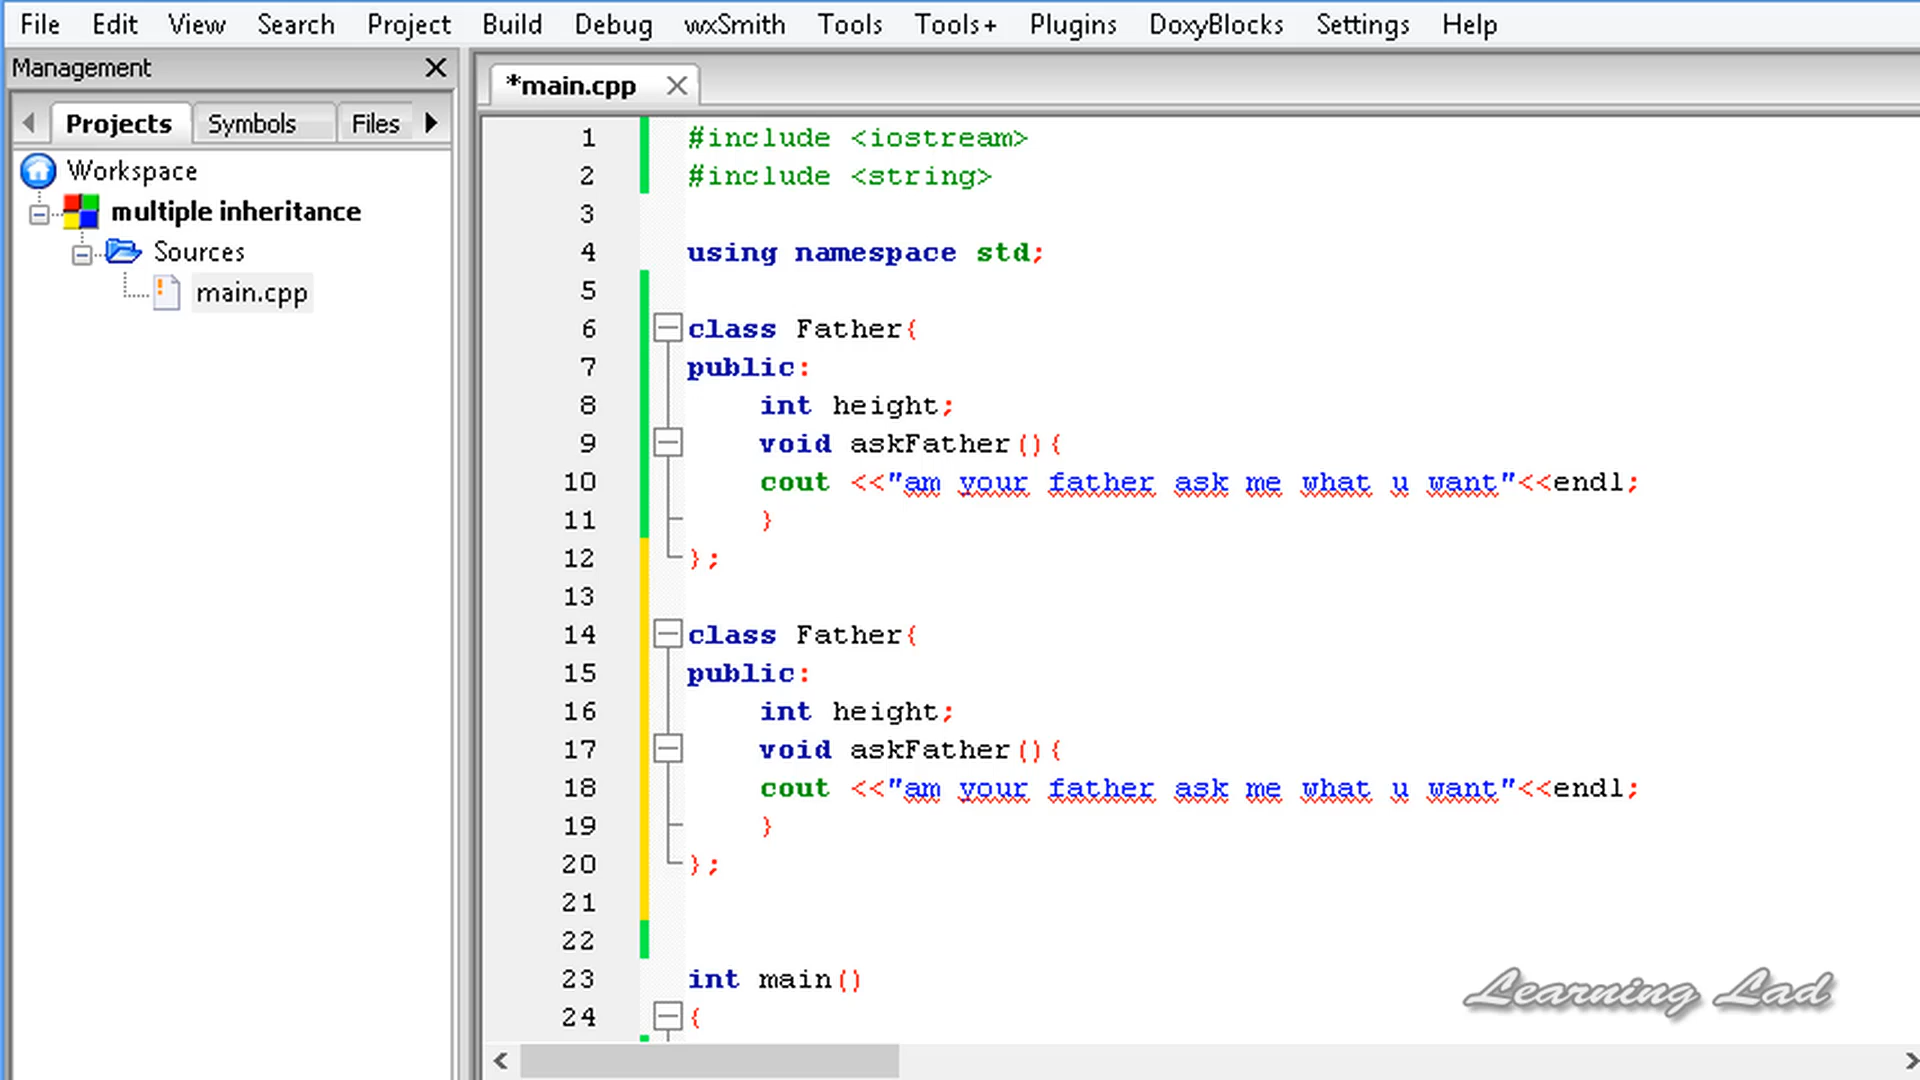 File Edit View Search Project Build Debug wxSmith Tools Tools+ Plugins DoxyBlocks Settings Help
Management
*main.cpp
Projects Symbols Files
Workspace
multiple inheritance
Sources
main.cpp
1 #include <iostream>
2 #include <string>
3
4 using namespace std;
5
6 class Father{
7 public:
8 int height;
9 void askFather(){
10 cout <<"am your father ask me what u want"<<endl;
11 }
12 };
13
14 class Father{
15 public:
16 int height;
17 void askFather(){
18 cout <<"am your father ask me what u want"<<endl;
19 }
20 };
21
22
23 int main()
24 {
Learning Lad